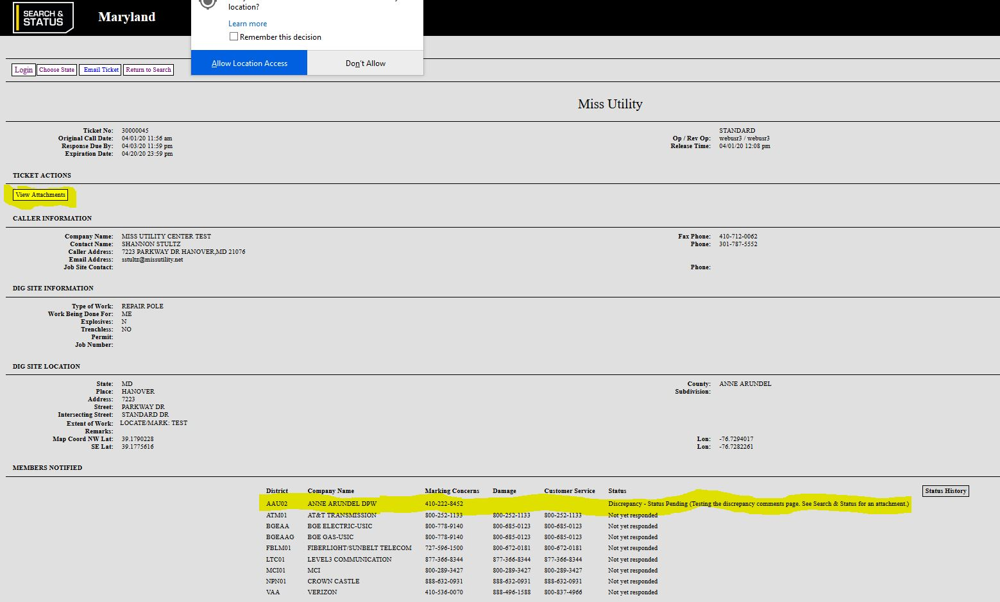 SEARCH &
STATUS
Maryland
location?
Learn more
Remember this decision
Allow Location Access Don't Allow
Login Choose State Email Ticket Return to Search
Miss Utility
Ticket No: 30000045 STANDARD
Original Call Date: 04/01/20 11:56 am Op / Rev Op: webusr3 / webusr3
Response Due By: 04/03/20 11:59 pm Release Time: 04/01/20 12:08 pm
Expiration Date: 04/20/20 23:59 pm
TICKET ACTIONS
View Attachments
CALLER INFORMATION
Company Name: MISS UTILITY CENTER TEST Fax Phone: 410-712-0062
Contact Name: SHANNON STULTZ Phone: 301-787-5552
Caller Address: 7223 PARKWAY DR HANOVER,MD 21076
Email Address: sstultz@missutility.net
Job Site Contact: Phone:
DIG SITE INFORMATION
Type of Work: REPAIR POLE
Work Being Done For: ME
Explosives: N
Trenchless: NO
Permit:
Job Number:
DIG SITE LOCATION
State: MD County: ANNE ARUNDEL
Place: HANOVER Subdivision:
Address: 7223
Street: PARKWAY DR
Intersecting Street: STANDARD DR
Extent of Work: LOCATE/MARK: TEST
Remarks:
Map Coord NW Lat: 39.1790228 Lon: -76.7294017
SE Lat: 39.1775616 Lon: -76.7282261
MEMBERS NOTIFIED
District Company Name Marking Concerns Damage Customer Service Status Status History
AAU02 ANNE ARUNDEL DPW 410-222-8452 Discrepancy - Status Pending (Testing the discrepancy comments page. See Search & Status for an attachment.)
ATM01 AT&T TRANSMISSION 800-252-1133 800-252-1133 800-252-1133 Not yet responded
BGEAA BGE ELECTRIC-USIC 800-778-9140 800-685-0123 800-685-0123 Not yet responded
BGEAAG BGE GAS-USIC 800-778-9140 800-685-0123 800-685-0123 Not yet responded
FBLM01 FIBERLIGHT/SUNBELT TELECOM 727-596-1500 800-672-0181 800-672-0181 Not yet responded
LTC01 LEVEL3 COMMUNICATION 877-366-8344 877-366-8344 877-366-8344 Not yet responded
MCI01 MCI 800-289-3427 800-289-3427 800-289-3427 Not yet responded
NPN01 CROWN CASTLE 888-632-0931 888-632-0931 888-632-0931 Not yet responded
VAA VERIZON 410-536-0070 888-496-1588 800-837-4966 Not yet responded